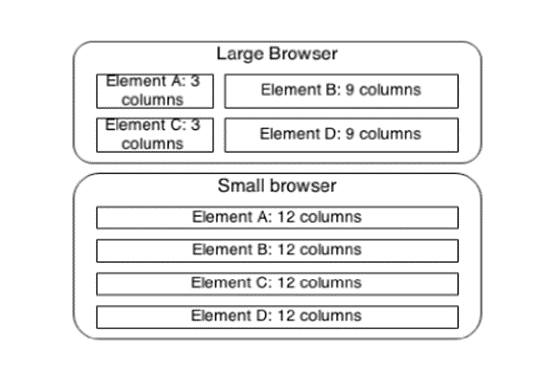 Large Browser
Element A: 3
columns
Element B: 9 columns
Element C: 3
columns
Element D: 9 columns
Small browser
Element A: 12 columns
Element B: 12 columns
Element C: 12 columns
Element D: 12 columns